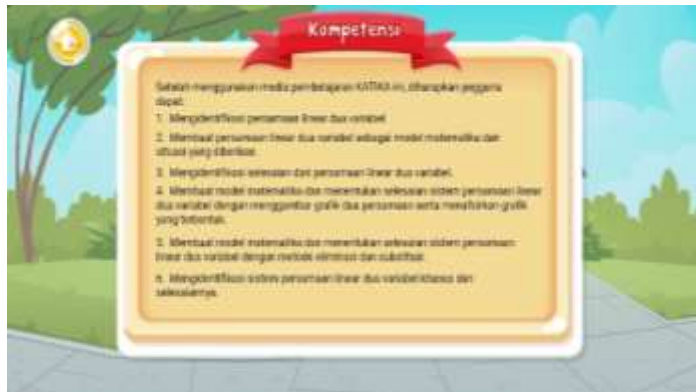 Kompetensi
Setelah menggunakan media pembelajaran KATIKA ini, diharapkan pengguna
dapat:
1. Mengidentifikasi persamaan linear dua variabel
2. Membuat persamaan linear dua variabel sebagai model matematika dari
situasi yang diberikan.
3. Mengidentifikasi selesaian dari persamaan linear dua variabel.
4. Membuat model matematika dan menentukan selesaian sistem persamaan linear
dua variabel dengan menggambar grafik dua persamaan serta menafsirkan grafik
yang terbentuk.
5. Membuat model matematika dan menentukan selesaian sistem persamaan
linear dua variabel dengan metode eliminasi dan substitusi.
6. Mengidentifikasi sistem persamaan linear dua variabel khusus dan
selesaiannya.